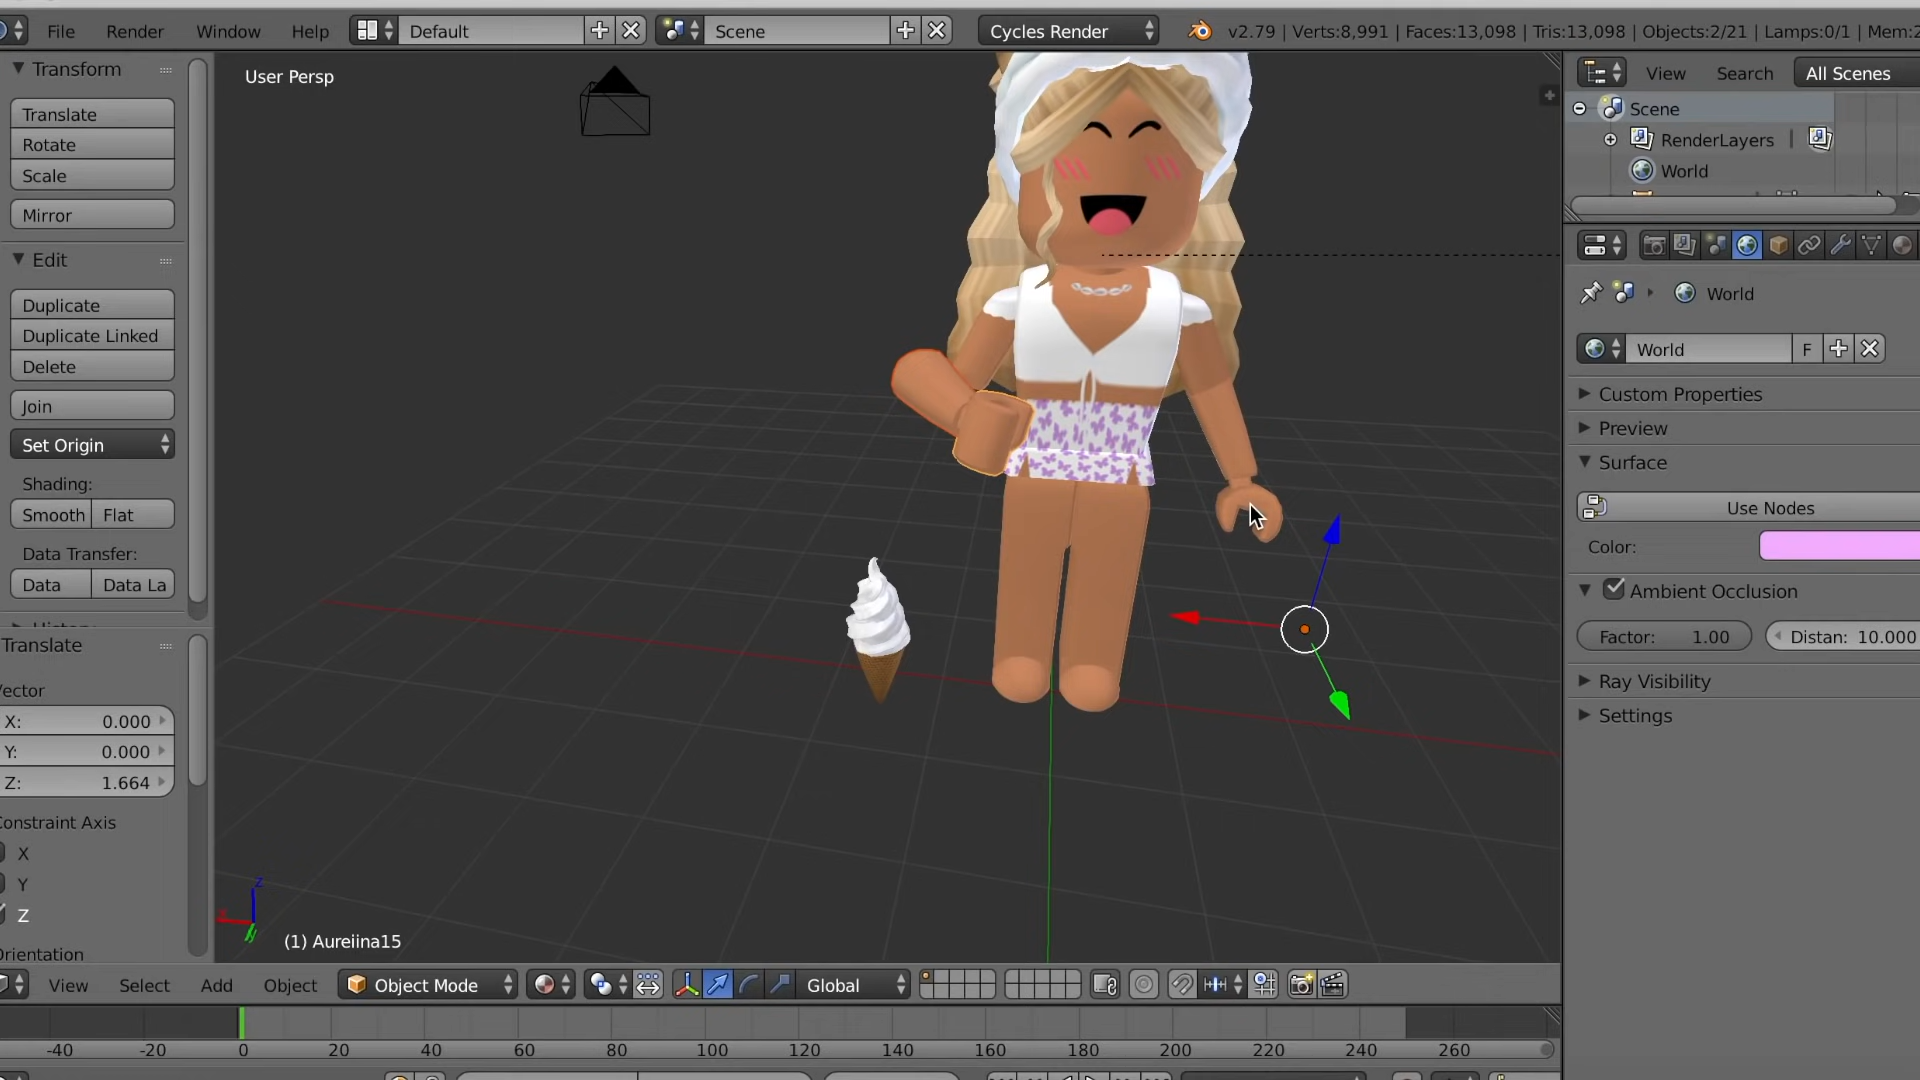 File Render Window Help Default Scene Cycles Render v2.79 | Verts:8,991 | Faces:13,098 | Tris:13,098 | Objects:2/21 | Lamps:0/1 | Mem:2
Transform
Translate
Rotate
Scale
Mirror
Edit
Duplicate
Duplicate Linked
Delete
Join
Set Origin
Shading:
Smooth Flat
Data Transfer:
Data Data La
Translate
Vector
X: 0.000
Y: 0.000
Z: 1.664
Constraint Axis
X
Y
Z
Orientation
User Persp
z
(1) Aureiina15
View Search All Scenes
Scene
RenderLayers |
World
World
World F
Custom Properties
Preview
Surface
Use Nodes
Color:
Ambient Occlusion
Factor: 1.00 Distan: 10.000
Ray Visibility
Settings
View Select Add Object Object Mode Global
-40 -20 0 20 40 60 80 100 120 140 160 180 200 220 240 260